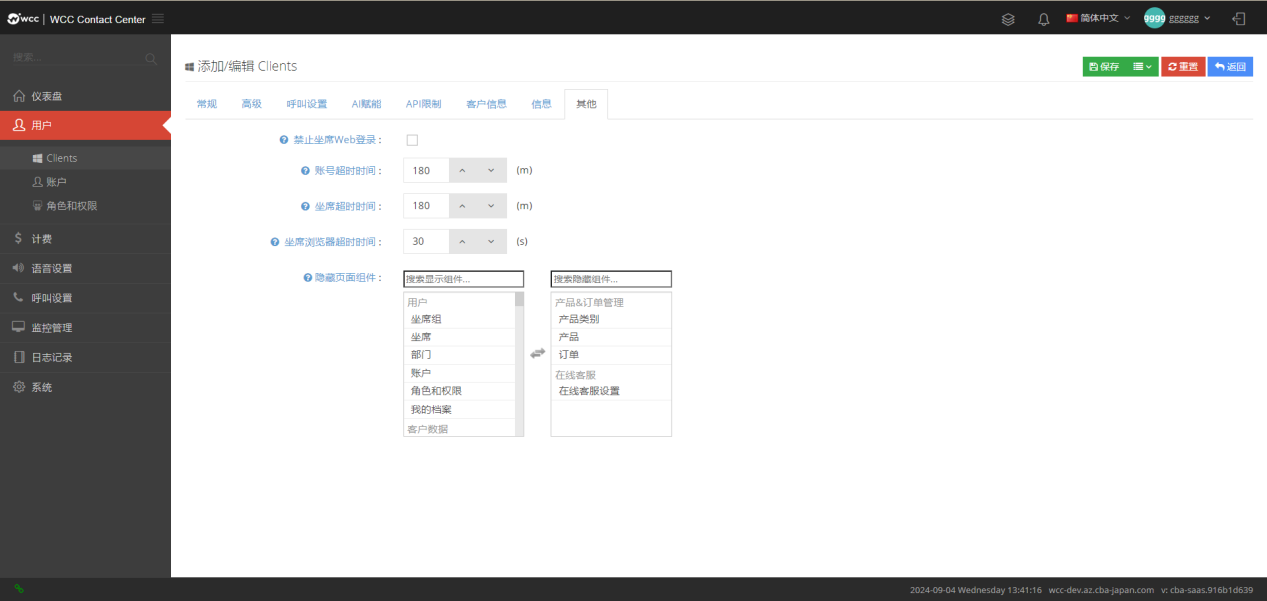 wcc | WCC Contact Center
简体中文
gggg gggggg
搜索...
仪表盘
用户
Clients
账户
角色和权限
计费
语音设置
呼叫设置
监控管理
日志记录
系统
添加/编辑 Clients
保存
重置
返回
常规 高级 呼叫设置 AI赋能 API限制 客户信息 信息 其他
禁止坐席Web登录 :
账号超时时间 : 180 (m)
坐席超时时间 : 180 (m)
坐席浏览器超时时间 : 30 (s)
隐藏页面组件 :
搜索显示组件...
用户
坐席组
坐席
部门
账户
角色和权限
我的档案
客户数据
搜索隐藏组件...
产品&订单管理
产品类别
产品
订单
在线客服
在线客服设置
2024-09-04 Wednesday 13:41:16 wcc-dev.az.cba-japan.com v: cba-saas.916b1d639